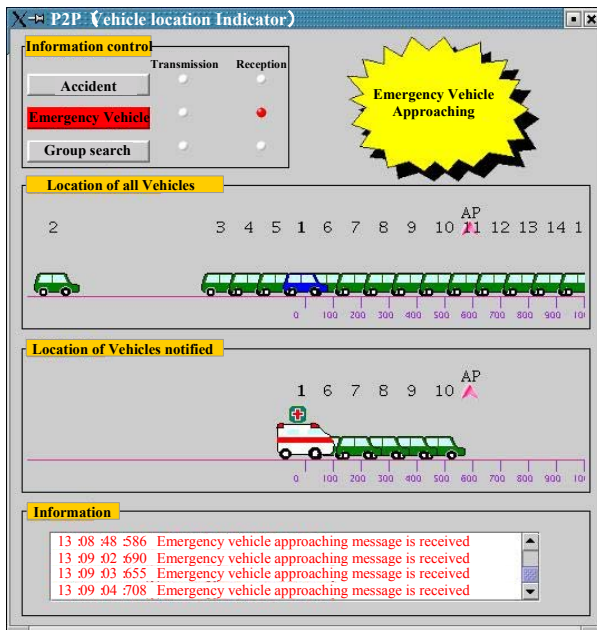 P2P (Vehicle location Indicator)
Information control
Transmission Reception
Accident
Emergency Vehicle
Group search
Emergency Vehicle
Approaching
Location of all Vehicles
AP
2 3 4 5 1 6 7 8 9 10 11 12 13 14 1
0 100 200 300 400 500 600 700 800 900 100
Location of Vehicles notified
AP
1 6 7 8 9 10
0 100 200 300 400 500 600 700 800 900 100
Information
13 :08 :48 :586 Emergency vehicle approaching message is received
13 :09 :02 :690 Emergency vehicle approaching message is received
13 :09 :03 :655 Emergency vehicle approaching message is received
13 :09 :04 :708 Emergency vehicle approaching message is received